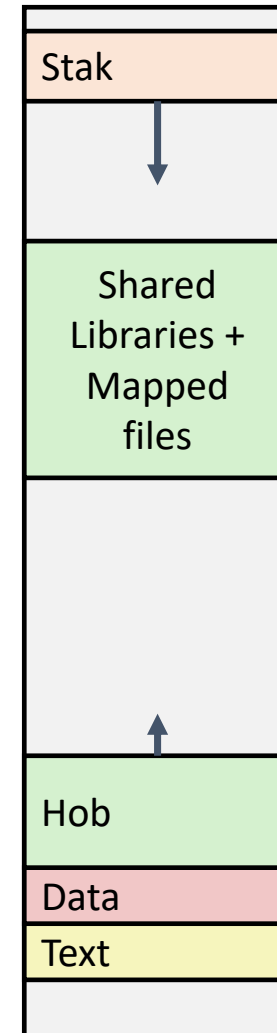 Stak
Shared
Libraries +
Mapped
files
Hob
Data
Text